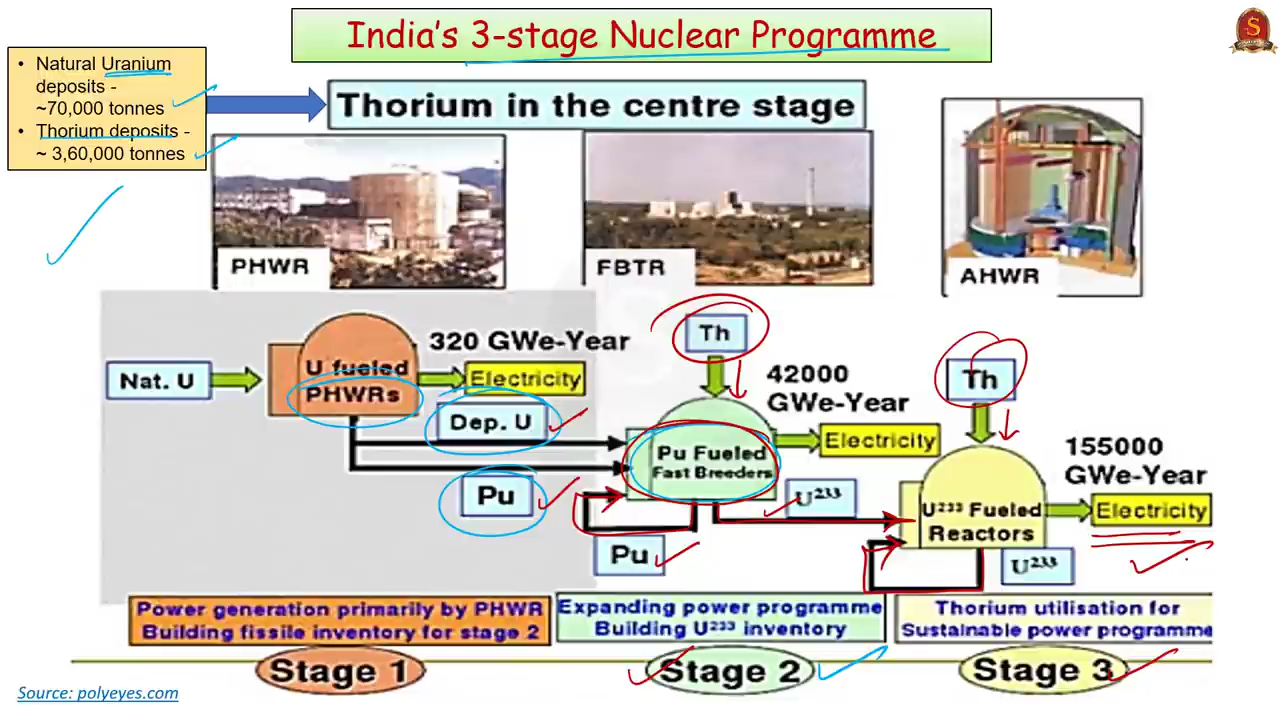 India's 3-stage Nuclear Programme
• Natural Uranium
deposits -
~70,000 tonnes
• Thorium deposits -
~ 3,60,000 tonnes
Thorium in the centre stage
PHWR
FBTR
AHWR
Nat. U
U fueled
PHWRs
320 GWe-Year
Electricity
Dep. U
Pu
Th
42000
GWe-Year
Electricity
Pu Fueled
Fast Breeders
U²³³
Pu
Th
155000
GWe-Year
Electricity
U²³³ Fueled
Reactors
U²³³
Power generation primarily by PHWR
Building fissile inventory for stage 2
Expanding power programme
Building U²³³ inventory
Thorium utilisation for
Sustainable power programme
Stage 1
Stage 2
Stage 3
Source: polyeyes.com